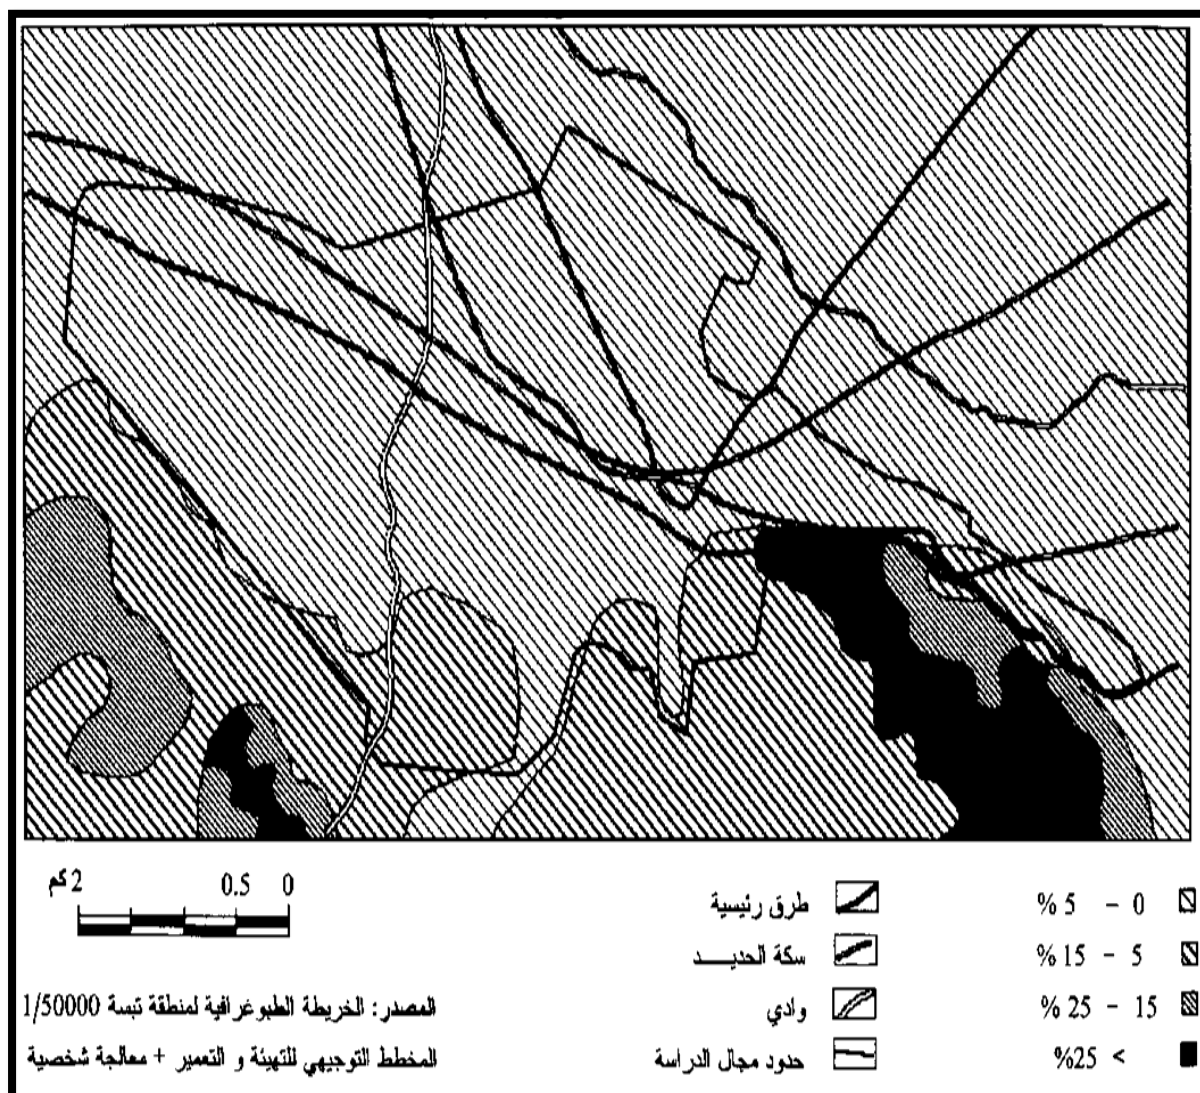 0 – 5 %
5 – 15 %
15 – 25 %
> 25%
طرق رئيسية
سكة الحديـــد
وادي
حدود مجال الدراسة
0 0.5 2 كم
المصدر: الخريطة الطبوغرافية لمنطقة تبسة 1/50000
المخطط التوجيهي للتهيئة و التعمير + معالجة شخصية